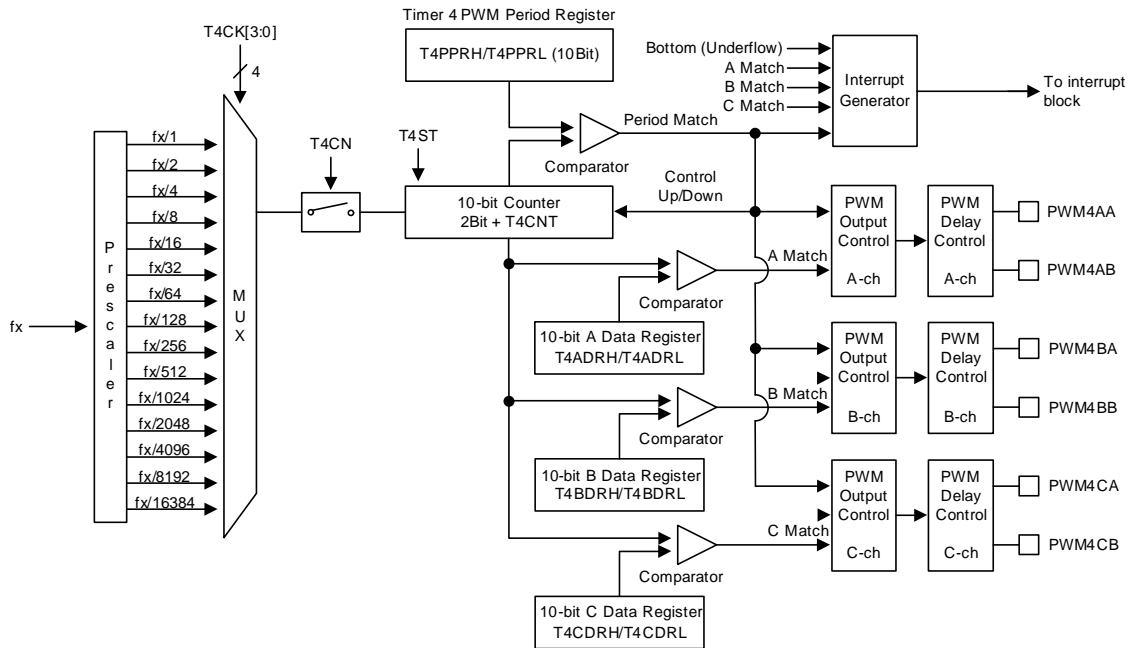 Timer 4 PWM Period Register
T4CK[3:0]
4
T4PPRH/T4PPRL (10Bit)
Bottom (Underflow)
A Match
B Match
C Match
Interrupt
Generator
To interrupt
block
Period Match
Comparator
fx
Prescaler
fx/1
fx/2
fx/4
fx/8
fx/16
fx/32
fx/64
fx/128
fx/256
fx/512
fx/1024
fx/2048
fx/4096
fx/8192
fx/16384
MUX
T4CN
T4ST
10-bit Counter
2Bit + T4CNT
Control
Up/Down
A Match
Comparator
10-bit A Data Register
T4ADRH/T4ADRL
PWM
Output
Control
A-ch
PWM
Delay
Control
A-ch
PWM4AA
PWM4AB
B Match
Comparator
10-bit B Data Register
T4BDRH/T4BDRL
PWM
Output
Control
B-ch
PWM
Delay
Control
B-ch
PWM4BA
PWM4BB
C Match
Comparator
10-bit C Data Register
T4CDRH/T4CDRL
PWM
Output
Control
C-ch
PWM
Delay
Control
C-ch
PWM4CA
PWM4CB